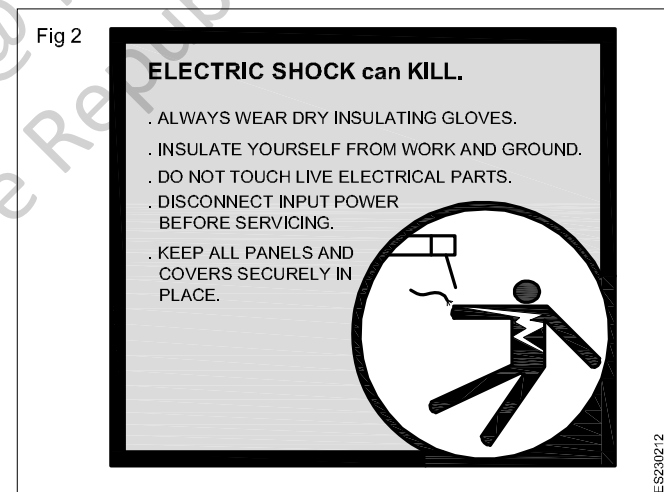 Fig 2
ELECTRIC SHOCK can KILL.
. ALWAYS WEAR DRY INSULATING GLOVES.
. INSULATE YOURSELF FROM WORK AND GROUND.
. DO NOT TOUCH LIVE ELECTRICAL PARTS.
. DISCONNECT INPUT POWER
BEFORE SERVICING.
. KEEP ALL PANELS AND
COVERS SECURELY IN
PLACE.
ES230212